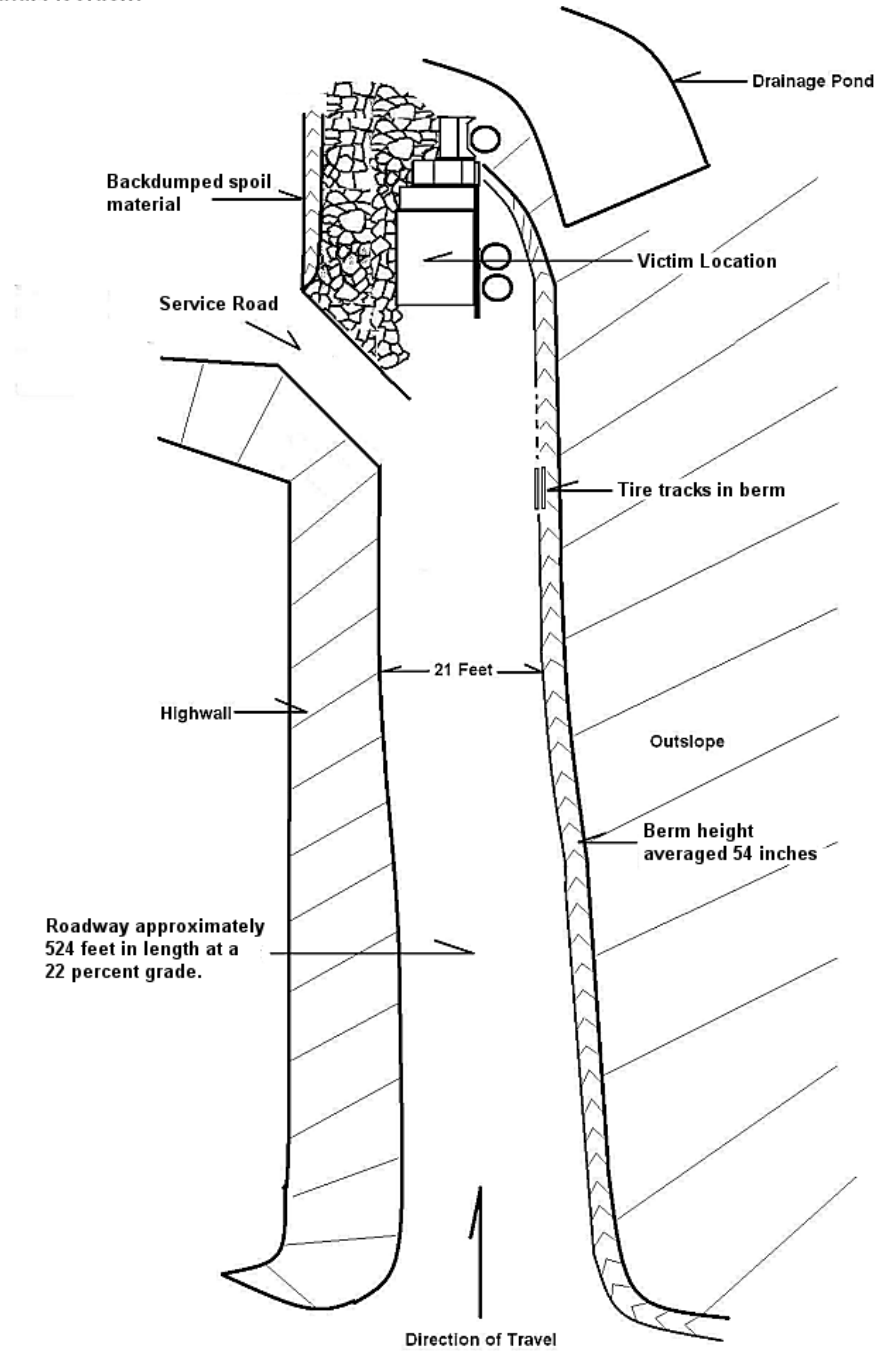 Drainage Pond
Backdumped spoil
material
Victim Location
Service Road
Tire tracks in berm
21 Feet
Highwall
Outslope
Berm height
averaged 54 inches
Roadway approximately
524 feet in length at a
22 percent grade.
Direction of Travel